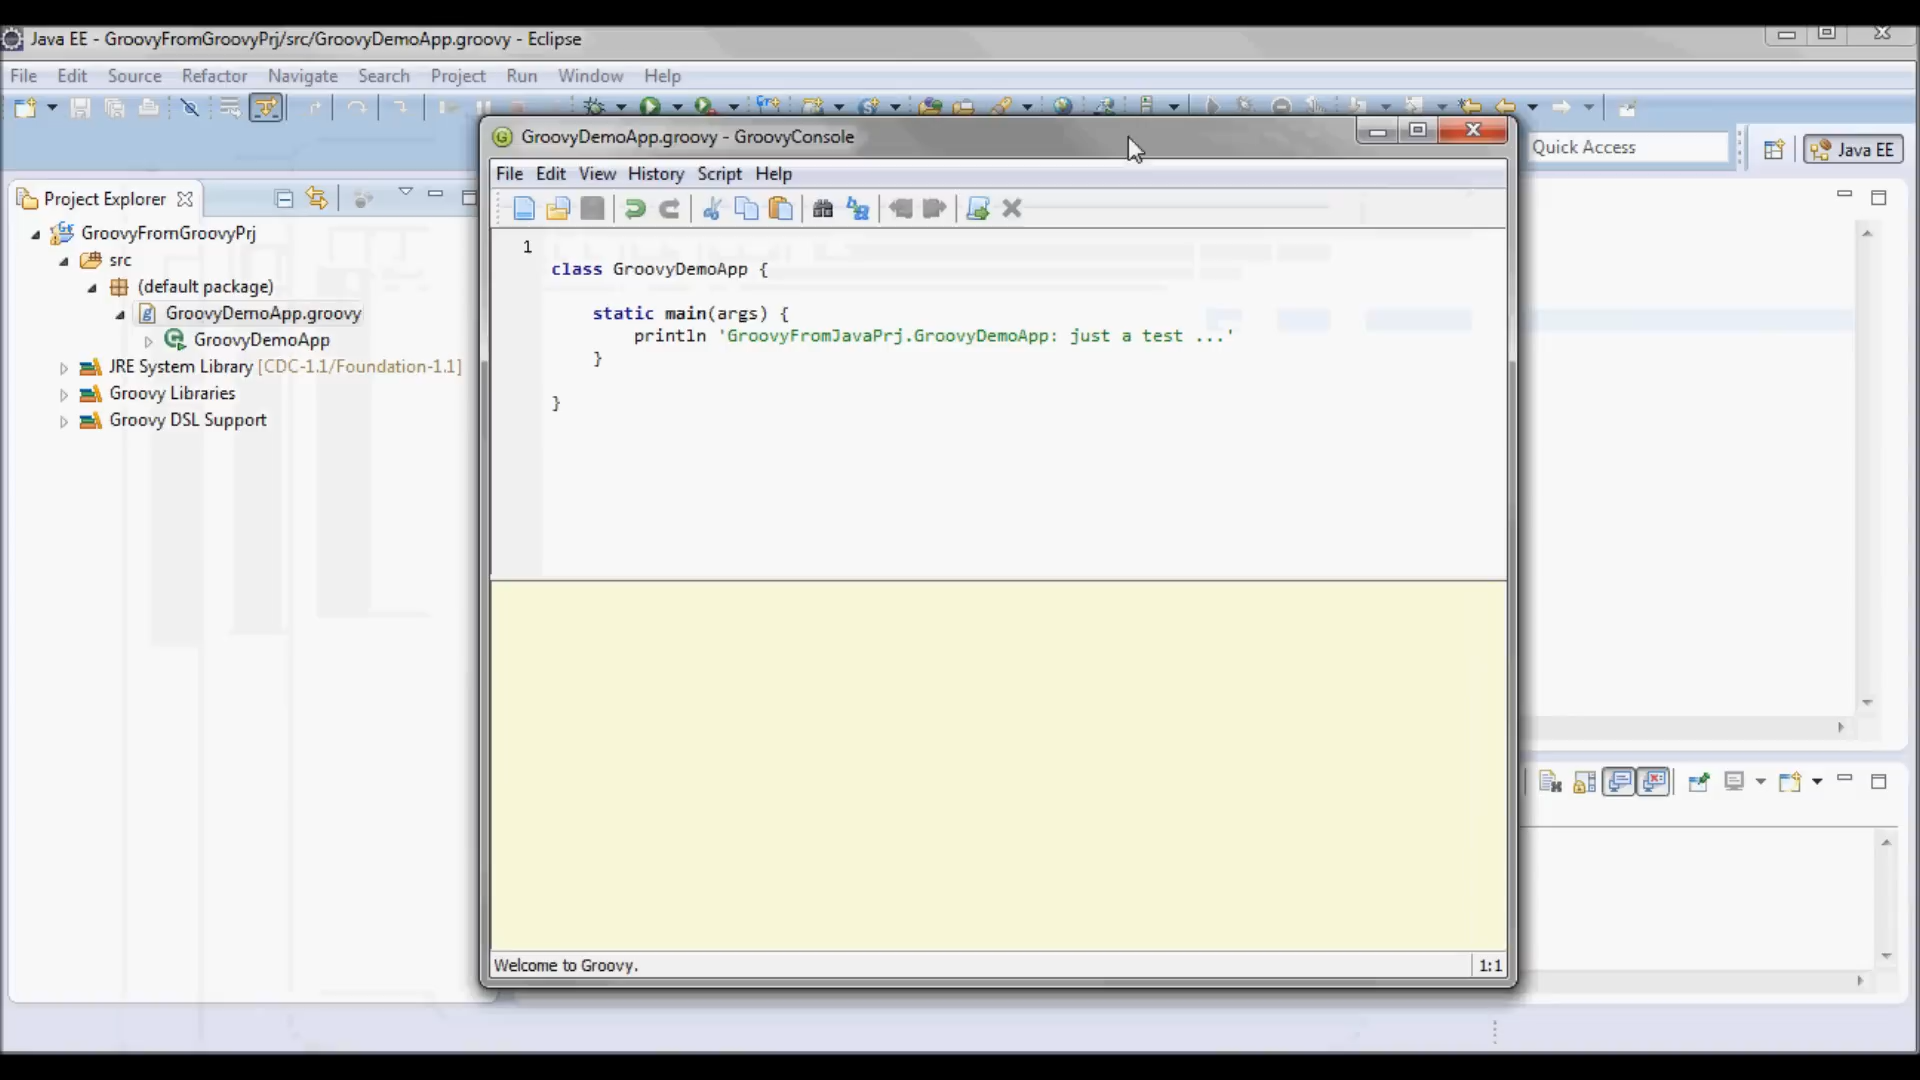 Java EE - GroovyFromGroovyPrj/src/GroovyDemoApp.groovy - Eclipse
File Edit Source Refactor Navigate Search Project Run Window Help
Quick Access
Java EE
Project Explorer
GroovyFromGroovyPrj
src
(default package)
GroovyDemoApp.groovy
GroovyDemoApp
JRE System Library [CDC-1.1/Foundation-1.1]
Groovy Libraries
Groovy DSL Support
GroovyDemoApp.groovy - GroovyConsole
File Edit View History Script Help
1
class GroovyDemoApp {
static main(args) {
println 'GroovyFromJavaPrj.GroovyDemoApp: just a test ...'
}
}
Welcome to Groovy.
1:1